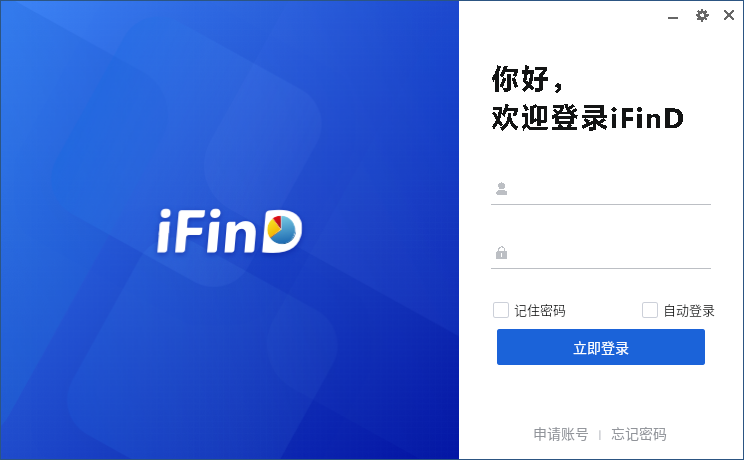 iFinD
你好，
欢迎登录iFinD
记住密码
自动登录
立即登录
申请账号 | 忘记密码